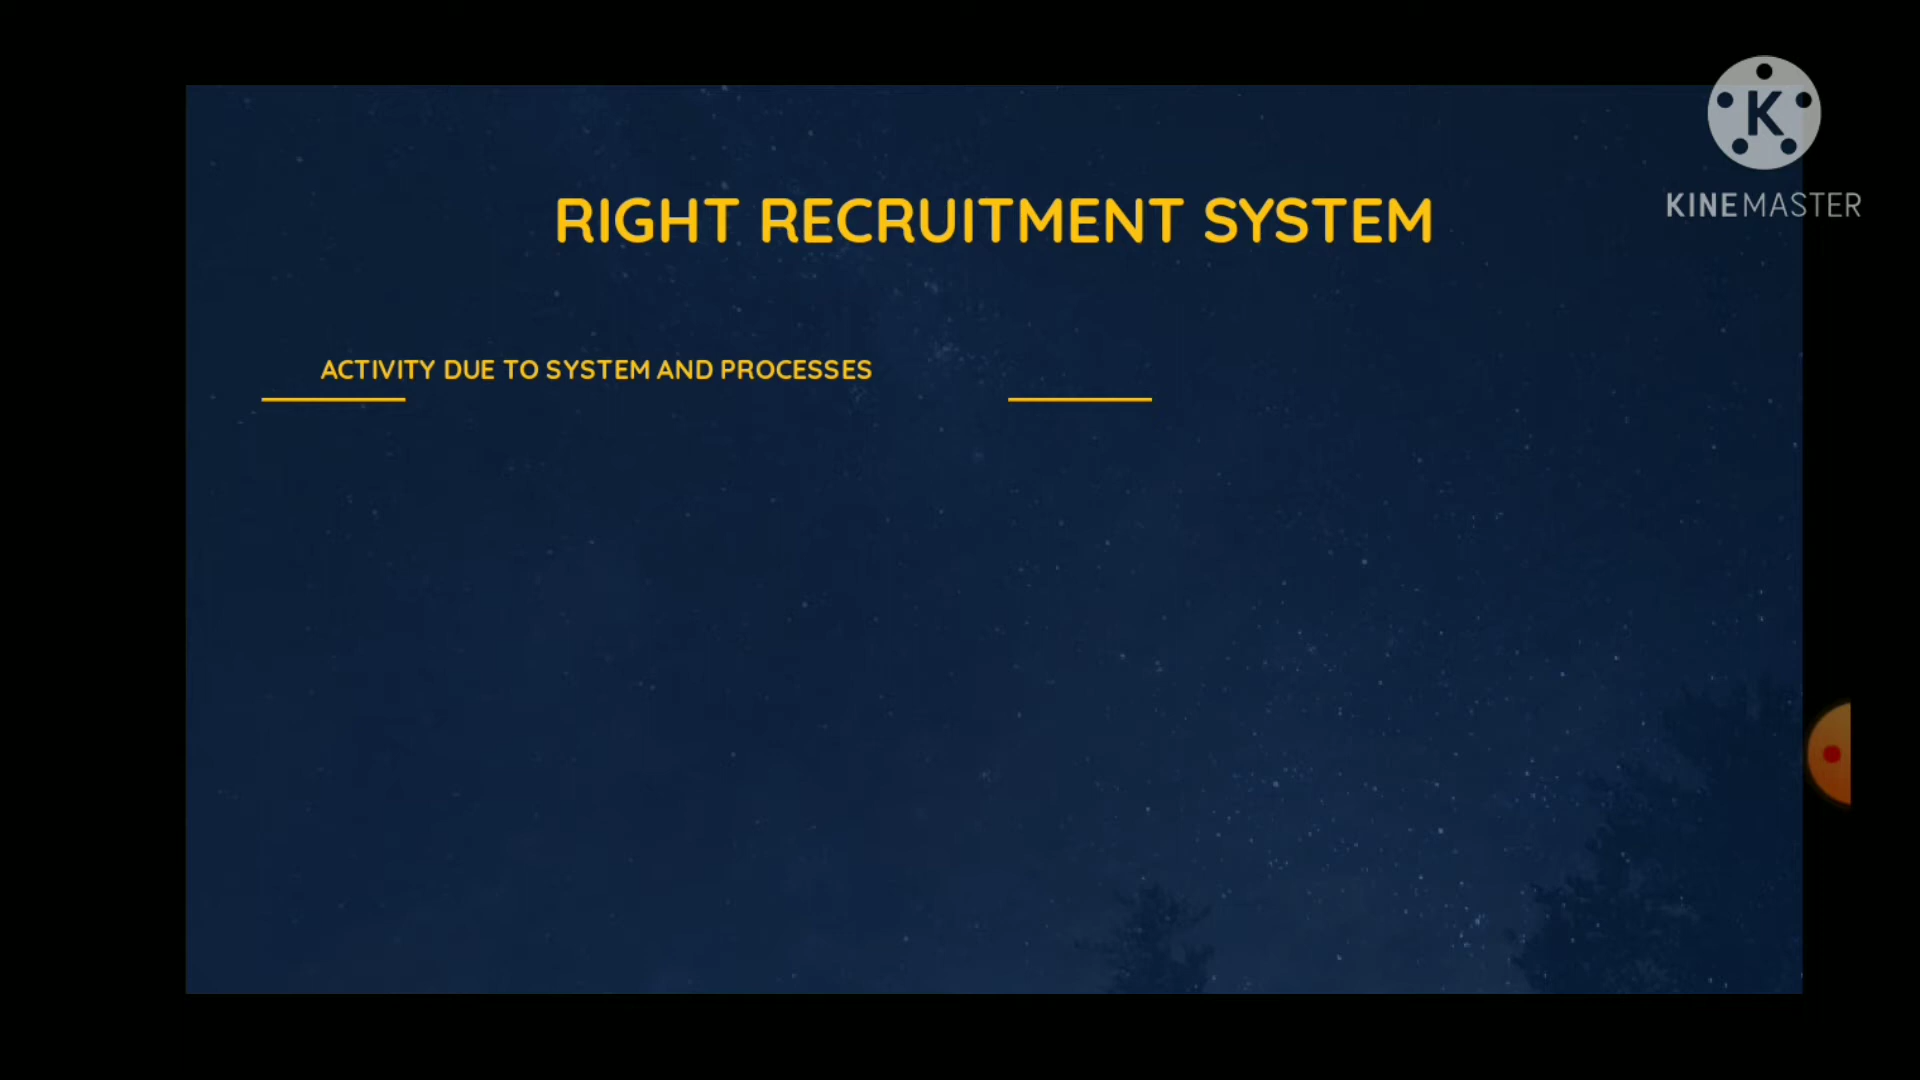 K
KINEMASTER
RIGHT RECRUITMENT SYSTEM
ACTIVITY DUE TO SYSTEM AND PROCESSES